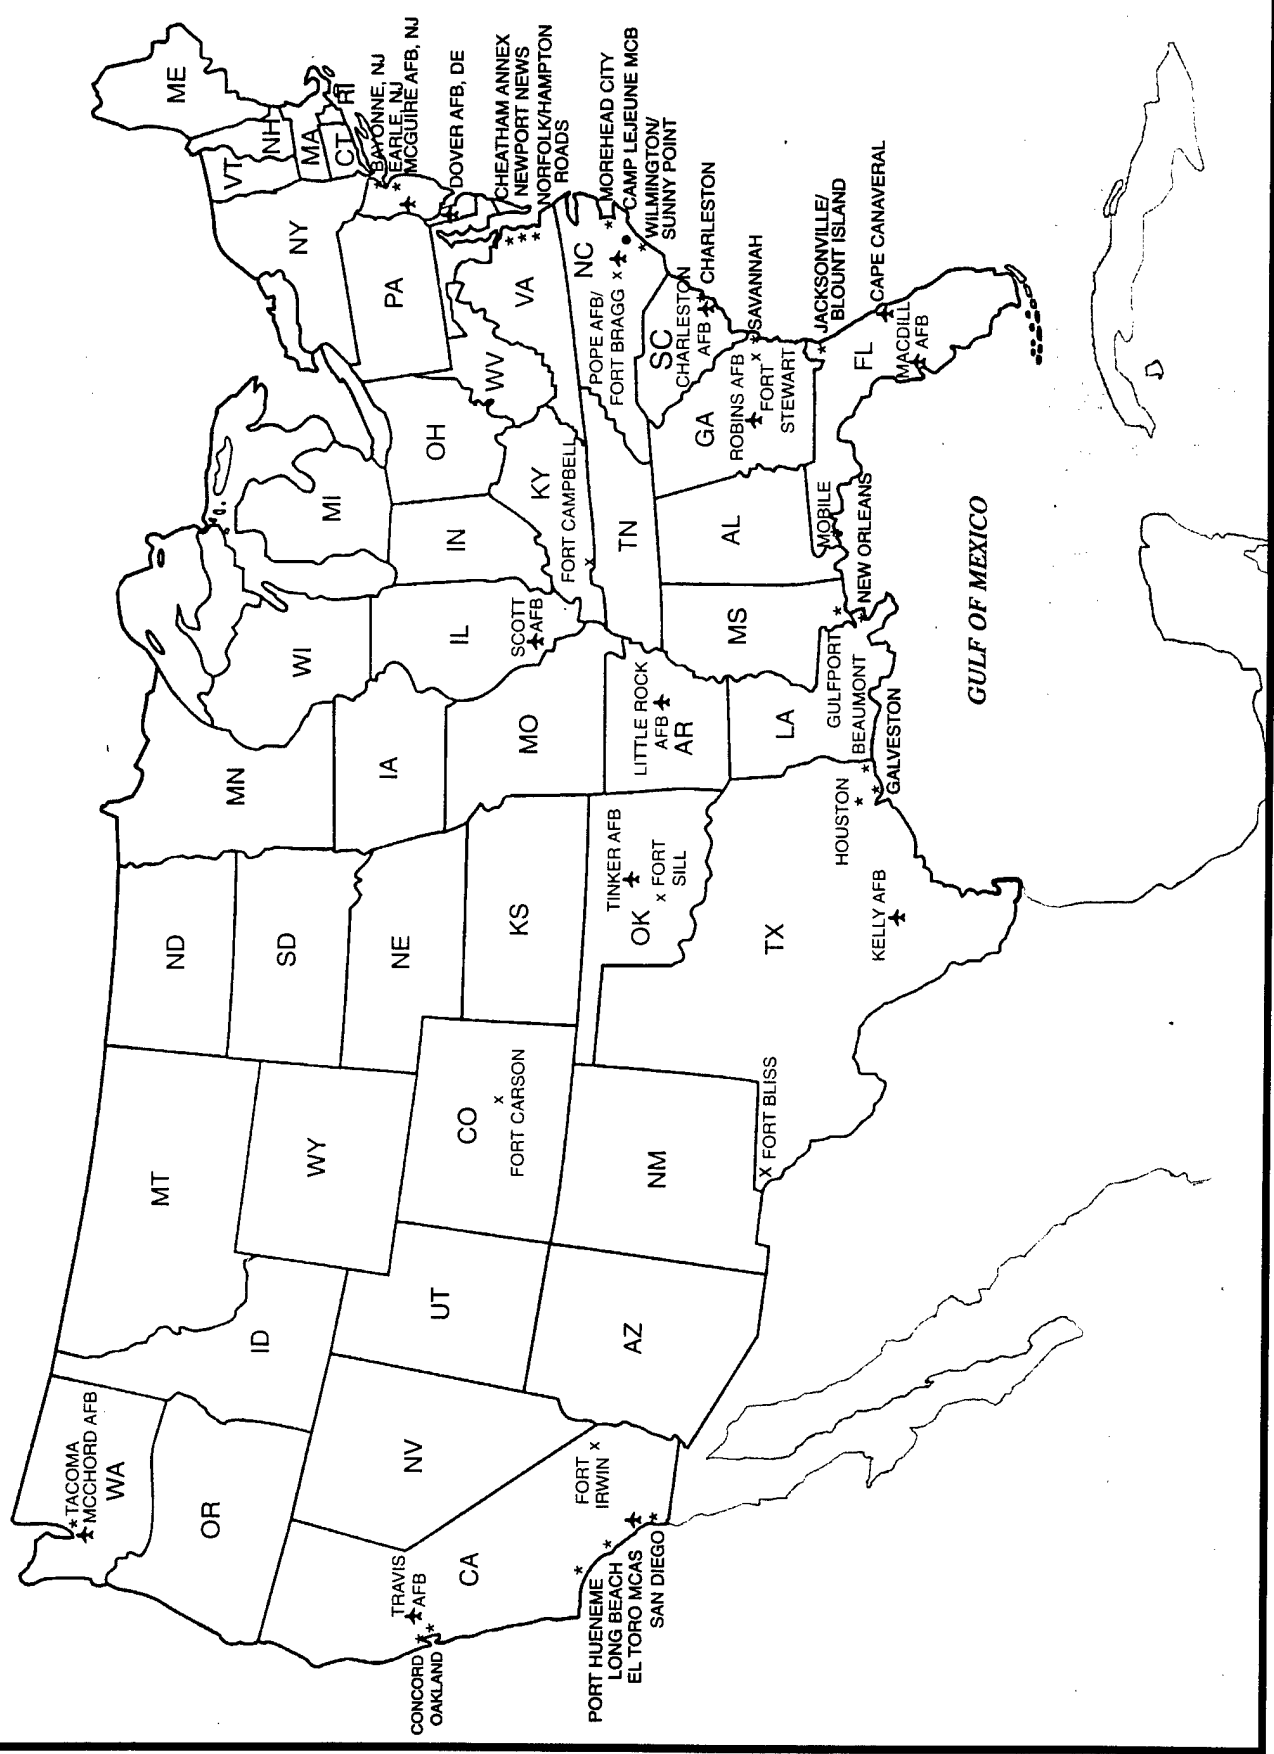 WA
TACOMA
MCCHORD AFB
OR
ID
MT
ND
SD
MN
WI
MI
NY
VT
NH
ME
MA
CT
RI
BAYONNE, NJ
EARLE, NJ
MCGUIRE AFB, NJ
DOVER AFB, DE
CHEATHAM ANNEX
NEWPORT NEWS
NORFOLK/HAMPTON
ROADS
MOREHEAD CITY
CAMP LEJEUNE MCB
WILMINGTON/
SUNNY POINT
CHARLESTON
SAVANNAH
JACKSONVILLE/
BLOUNT ISLAND
CAPE CANAVERAL
WY
NE
IA
IL
IN
OH
PA
WV
VA
KY
NV
UT
CO
FORT CARSON
KS
MO
SCOTT
AFB
FORT CAMPBELL
TN
NC
POPE AFB/
FORT BRAGG
SC
CHARLESTON
AFB
CA
TRAVIS
AFB
CONCORD
OAKLAND
FORT
IRWIN
PORT HUENEME
LONG BEACH
EL TORO MCAS
SAN DIEGO
AZ
NM
OK
TINKER AFB
FORT
SILL
LITTLE ROCK
AFB
AR
MS
AL
GA
ROBINS AFB
FORT
STEWART
FORT BLISS
TX
KELLY AFB
HOUSTON
LA
GULFPORT
BEAUMONT
GALVESTON
MOBILE
NEW ORLEANS
FL
MACDILL
AFB
GULF OF MEXICO